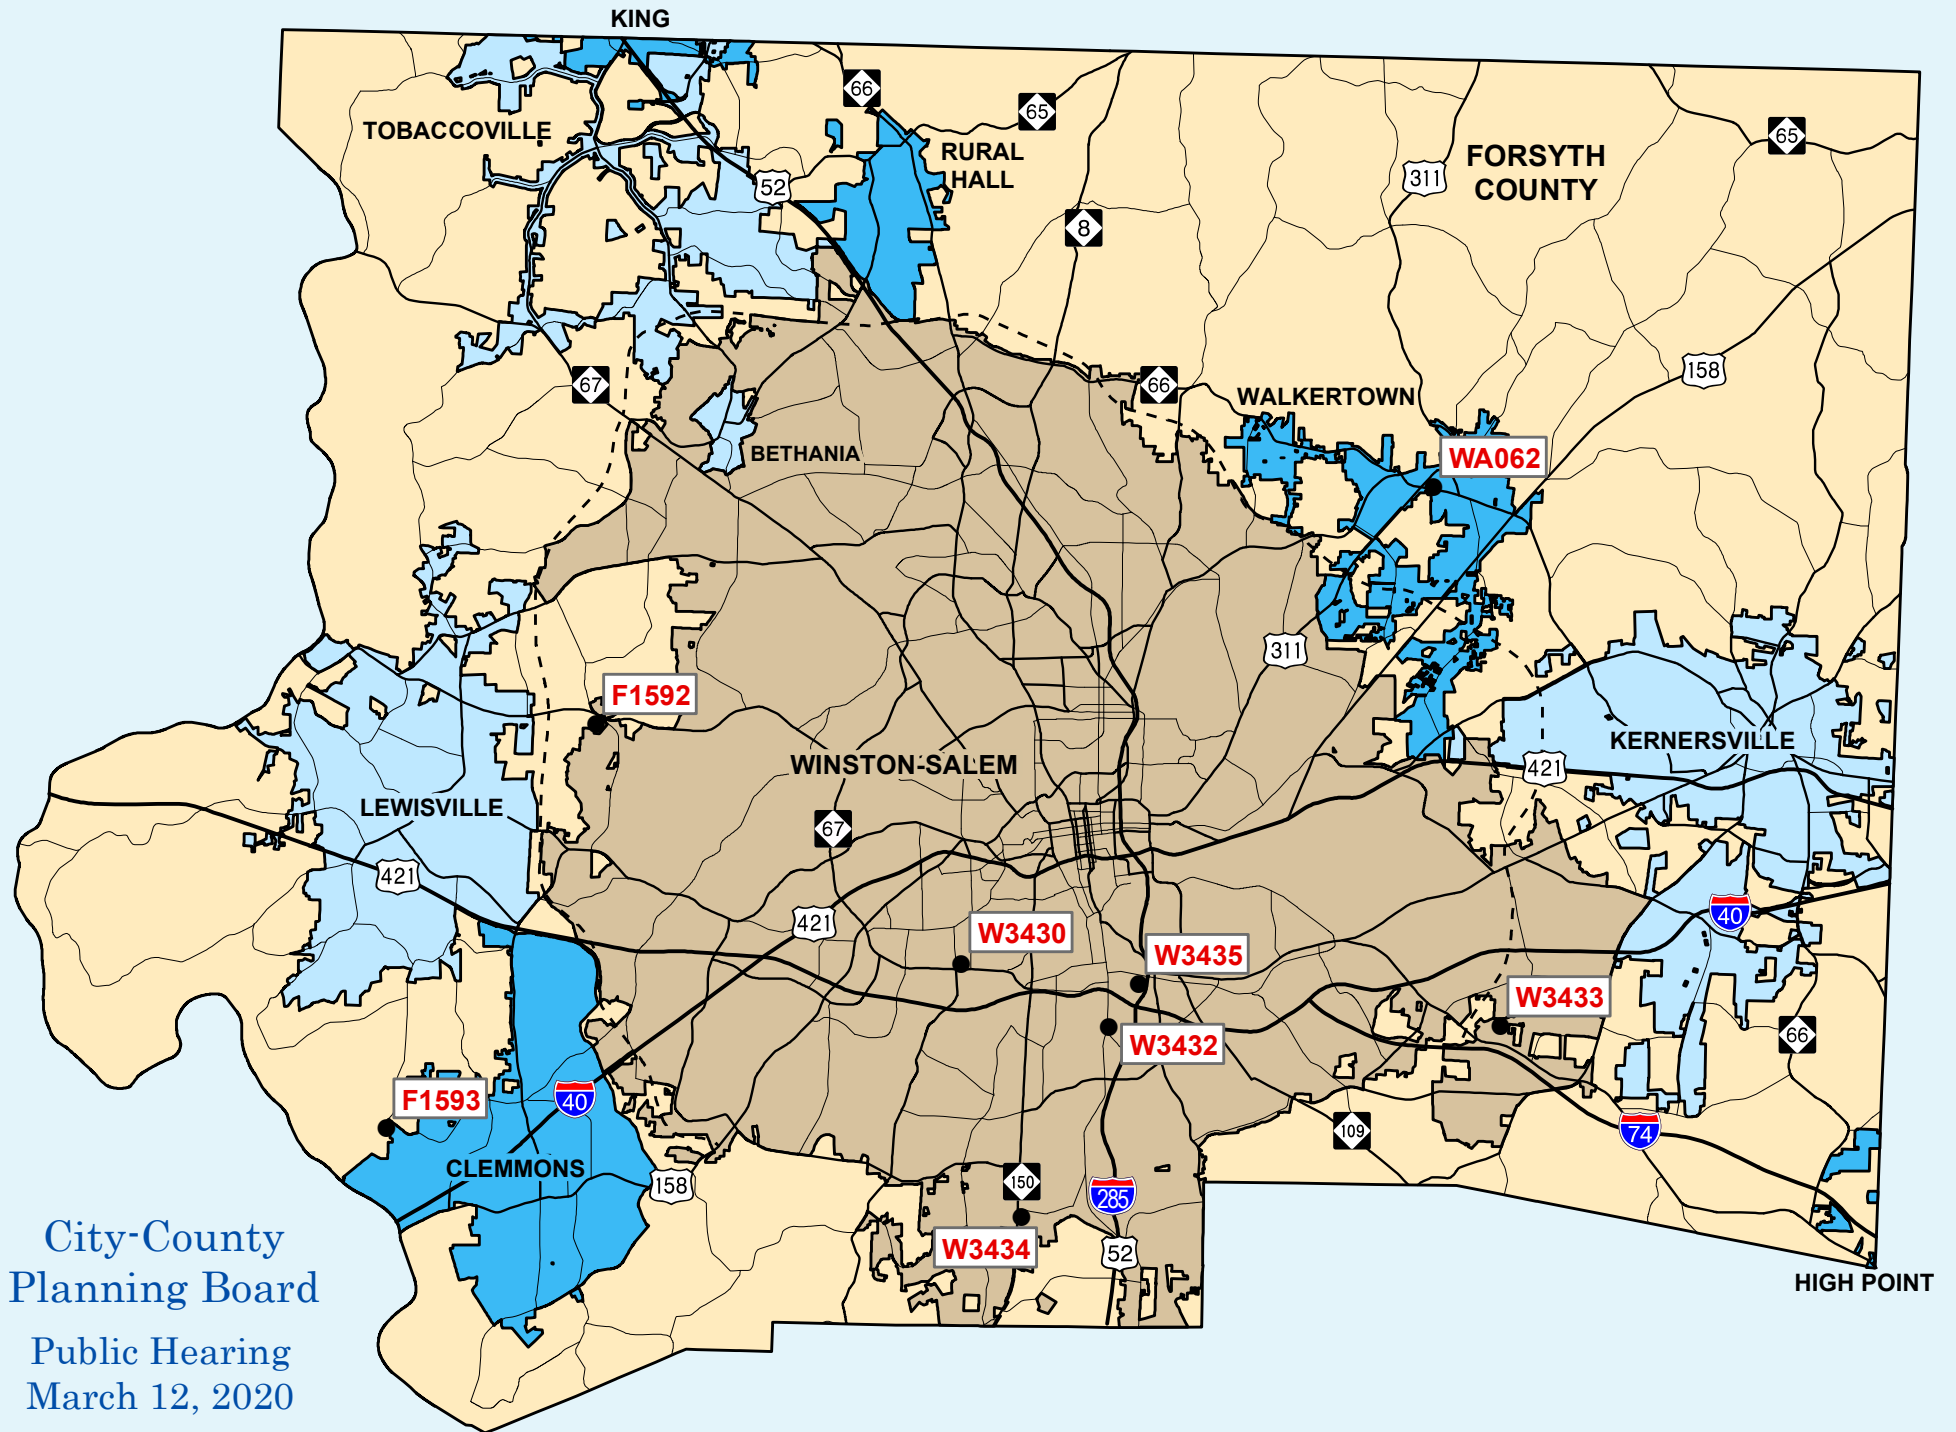 KING
66
65
65
TOBACCOVILLE
RURAL
HALL
FORSYTH
COUNTY
311
52
8
158
67
66
WALKERTOWN
BETHANIA
WA062
311
F1592
WINSTON-SALEM
KERNERSVILLE
421
LEWISVILLE
67
421
421
40
W3430
W3435
W3433
W3432
66
F1593
40
109
74
CLEMMONS
158
150
285
W3434
52
HIGH POINT
City-County
Planning Board
Public Hearing
March 12, 2020